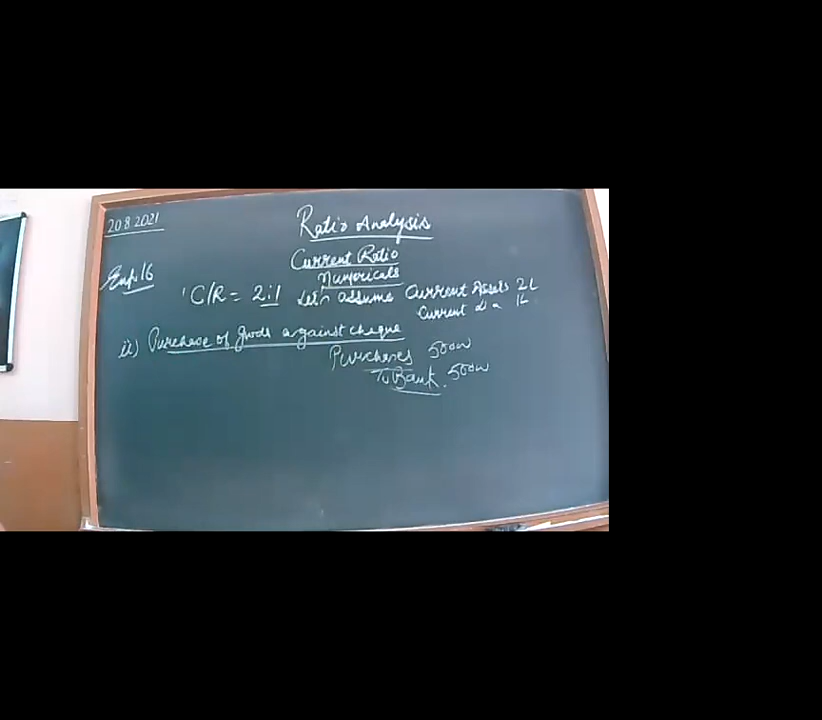 20.8.2021
Ratio Analysis
Current Ratio
Numericals
16
C/R = 2:1 Let's assume Current Assets 2L
Current 1L
ii) Purchase of goods against cheque
Purchases 5000
To Bank. 5000